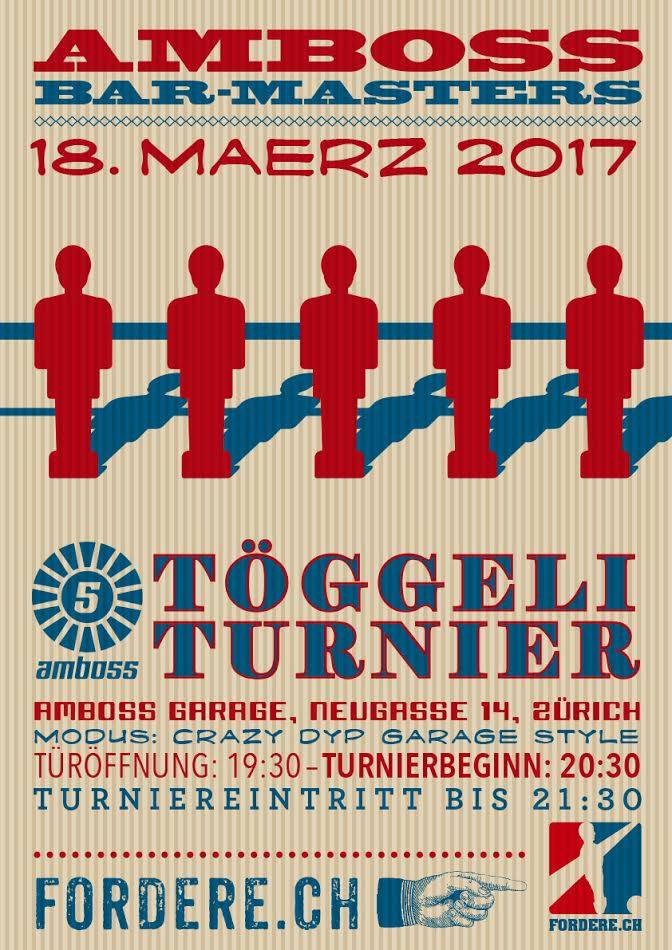 AMBOSS
BAR-MASTERS
18. MAERZ 2017
5
amboss
TÖGGELI
TURNIER
AMBOSS GARAGE, NEUGASSE 14, ZÜRICH
MODUS: CRAZY DYP GARAGE STYLE
TÜRÖFFNUNG: 19:30–TURNIERBEGINN: 20:30
TURNIEREINTRITT BIS 21:30
FORDERE.CH
FORDERE.CH